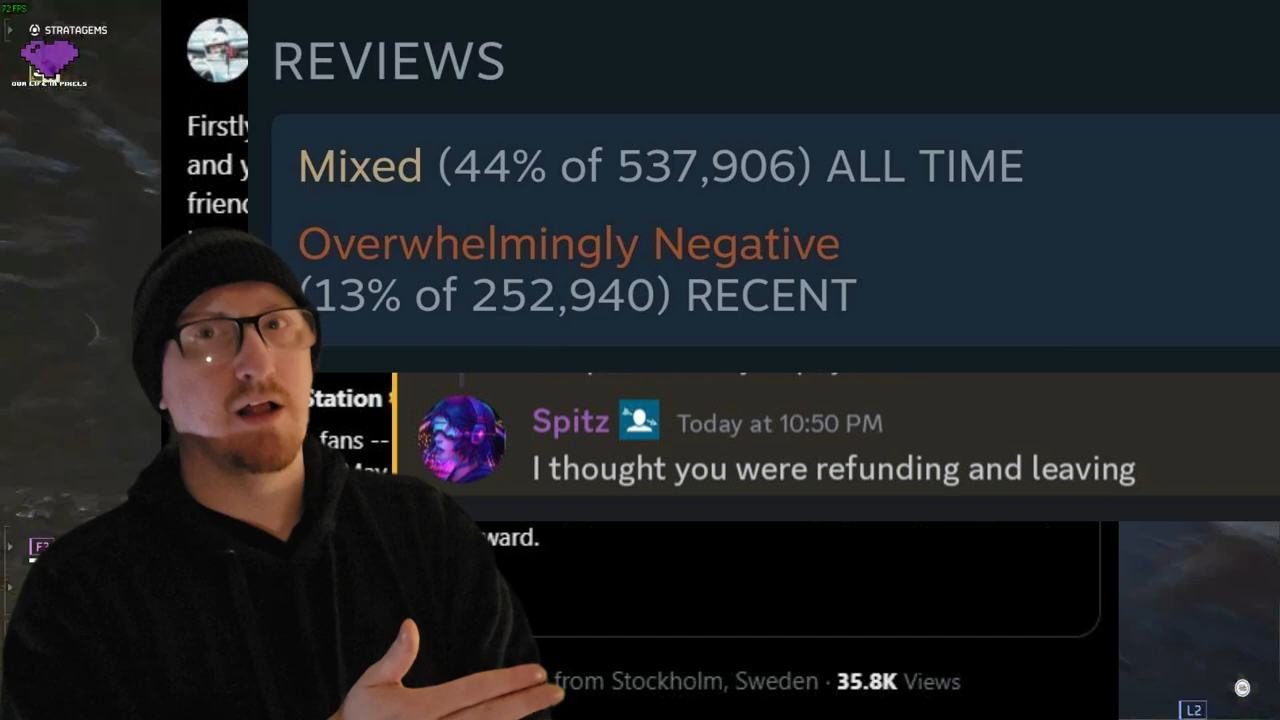 72 FPS
STRATAGEMS
OUR LIFE IN PIXELS
REVIEWS
Firstly
and y
friend
Mixed (44% of 537,906) ALL TIME
Overwhelmingly Negative
(13% of 252,940) RECENT
Station
fans --
May
Spitz Today at 10:50 PM
I thought you were refunding and leaving
ward.
from Stockholm, Sweden · 35.8K Views
L2